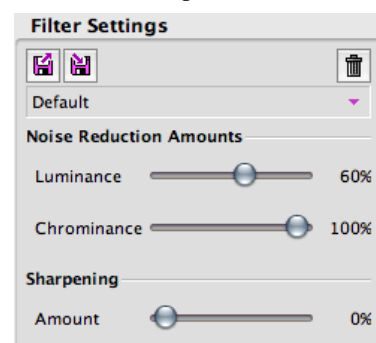 Filter Settings
Default
Noise Reduction Amounts
Luminance 60%
Chrominance 100%
Sharpening
Amount 0%